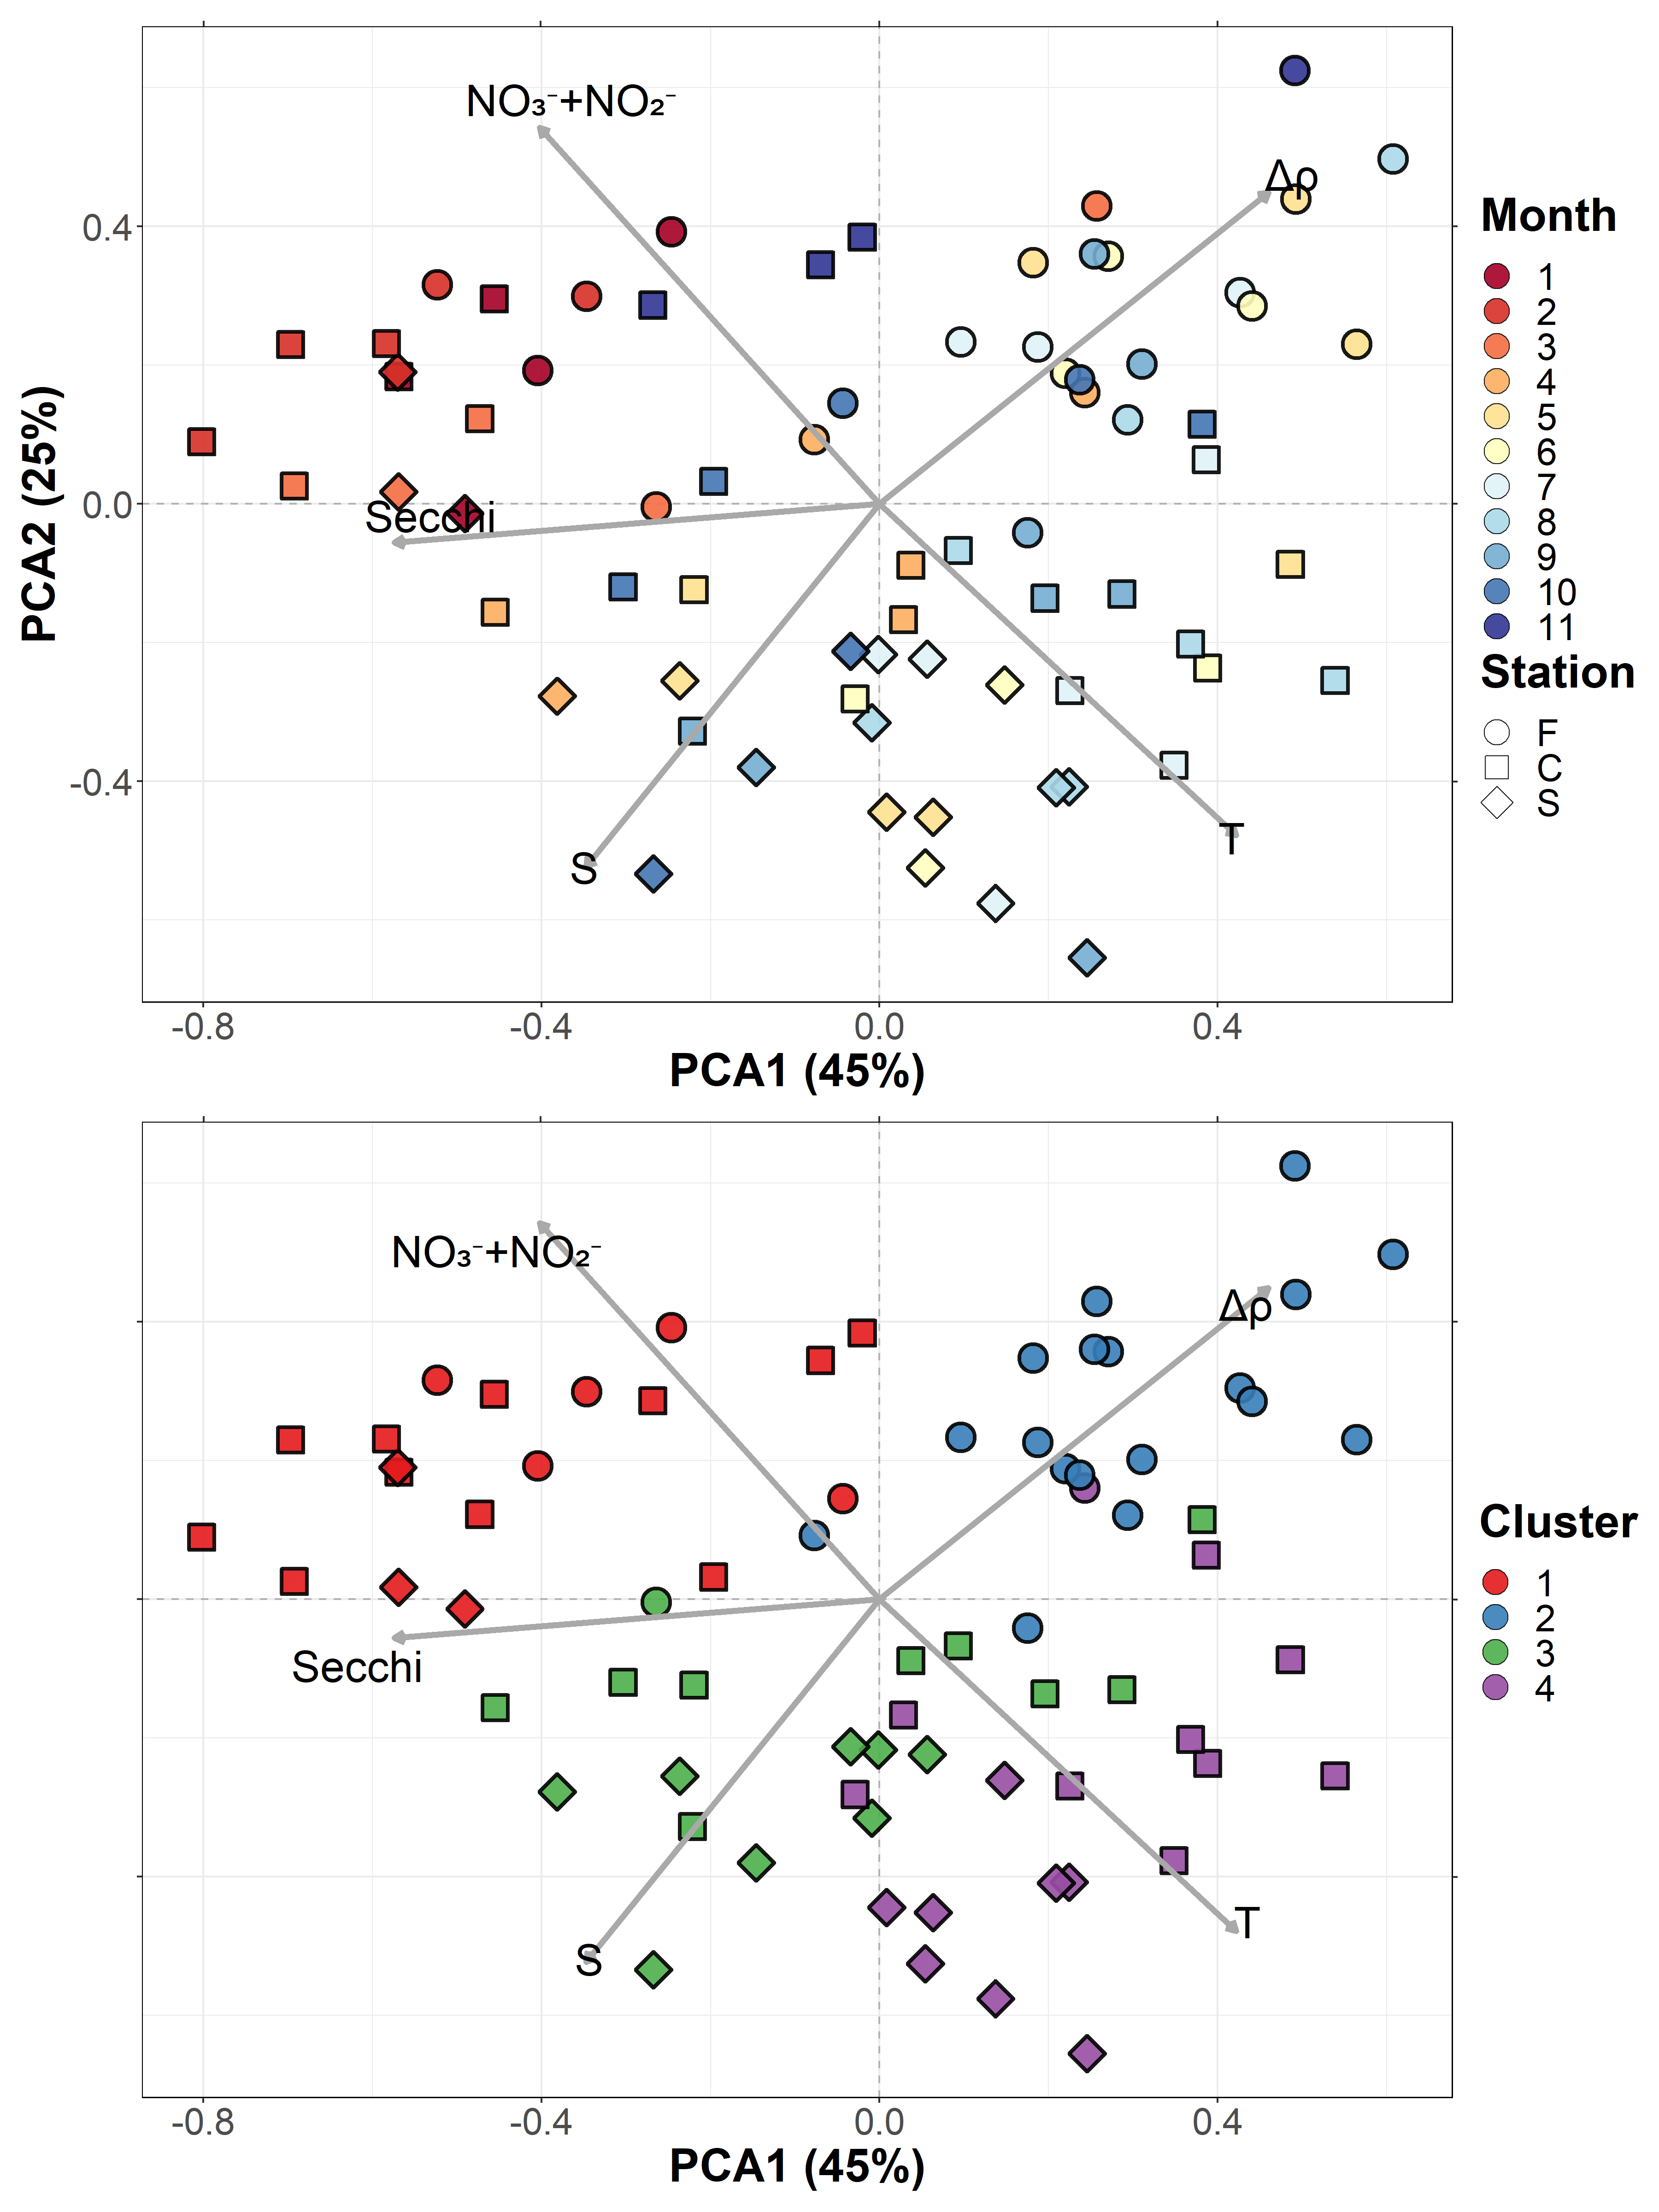 NO₃⁻+NO₂⁻
Δρ
Secchi
S
T
0.4
0.0
-0.4
PCA2 (25%)
-0.8
-0.4
0.0
0.4
PCA1 (45%)
Month
1
2
3
4
5
6
7
8
9
10
11
Station
F
C
S
NO₃⁻+NO₂⁻
Δρ
Secchi
S
T
-0.8
-0.4
0.0
0.4
PCA1 (45%)
Cluster
1
2
3
4